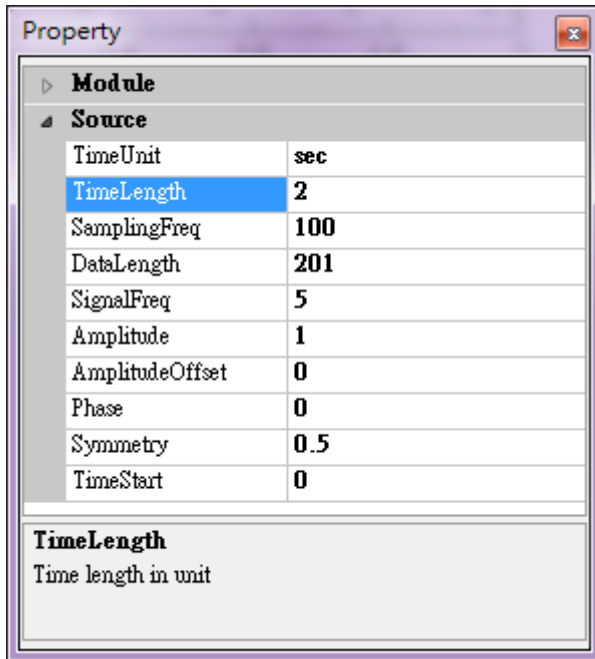 Property
Module
Source
TimeUnit sec
TimeLength 2
SamplingFreq 100
DataLength 201
SignalFreq 5
Amplitude 1
AmplitudeOffset 0
Phase 0
Symmetry 0.5
TimeStart 0
TimeLength
Time length in unit